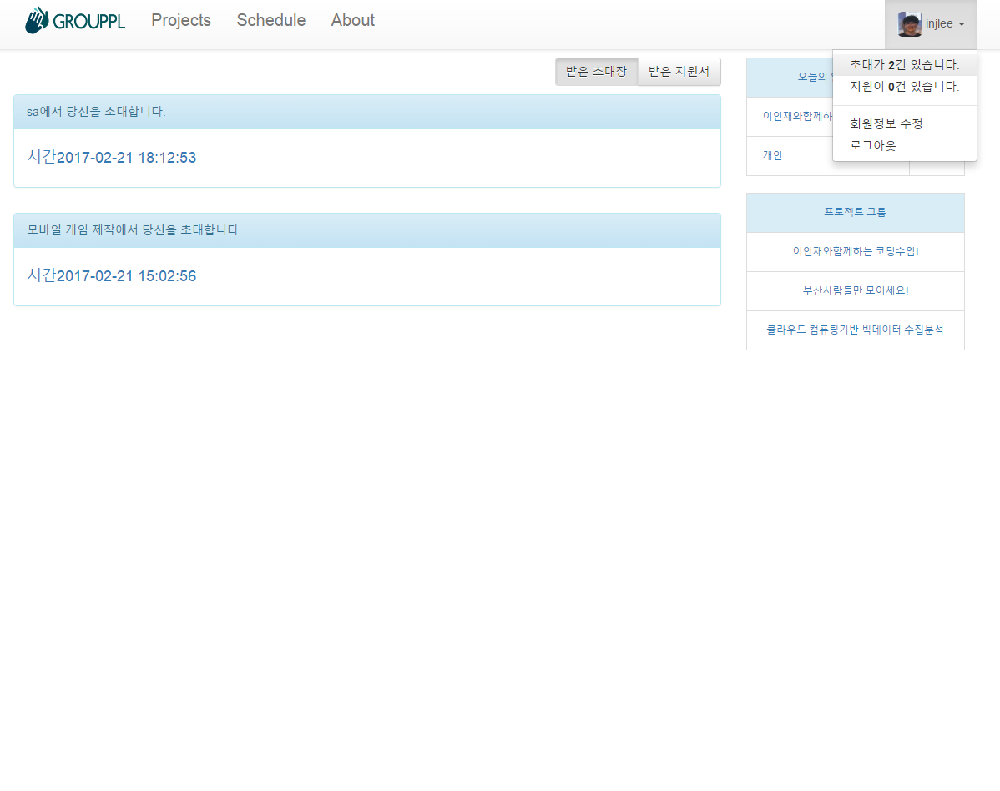 GROUPPL
Projects
Schedule
About
injlee
초대가 2건 있습니다.
지원이 0건 있습니다.
회원정보 수정
로그아웃
받은 초대장
받은 지원서
sa에서 당신을 초대합니다.
시간2017-02-21 18:12:53
모바일 게임 제작에서 당신을 초대합니다.
시간2017-02-21 15:02:56
오늘의
이인재와함께하
개인
프로젝트 그룹
이인재와함께하는 코딩수업!
부산사람들만 모이세요!
클라우드 컴퓨팅기반 빅데이터 수집분석